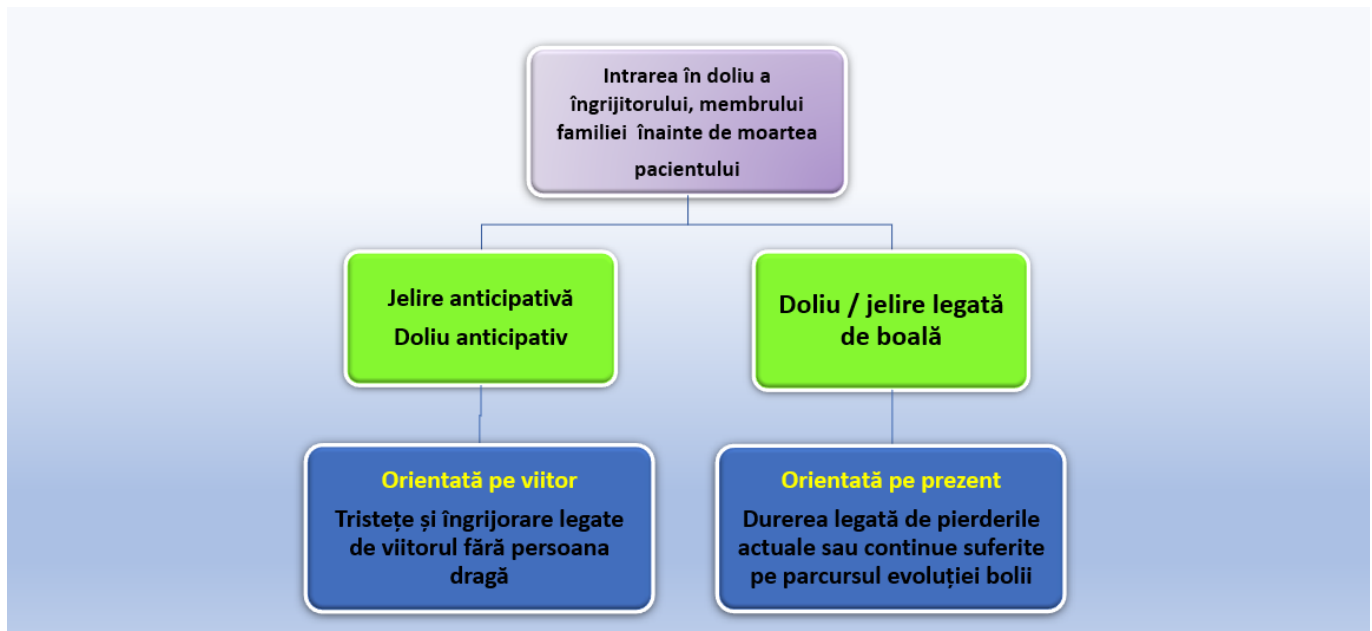 Intrarea în doliu a
îngrijitorului, membrului
familiei înainte de moartea
pacientului
Jelire anticipativă
Doliu anticipativ
Doliu / jelire legată
de boală
Orientată pe viitor
Tristețe și îngrijorare legate
de viitorul fără persoana
dragă
Orientată pe prezent
Durerea legată de pierderile
actuale sau continue suferite
pe parcursul evoluției bolii